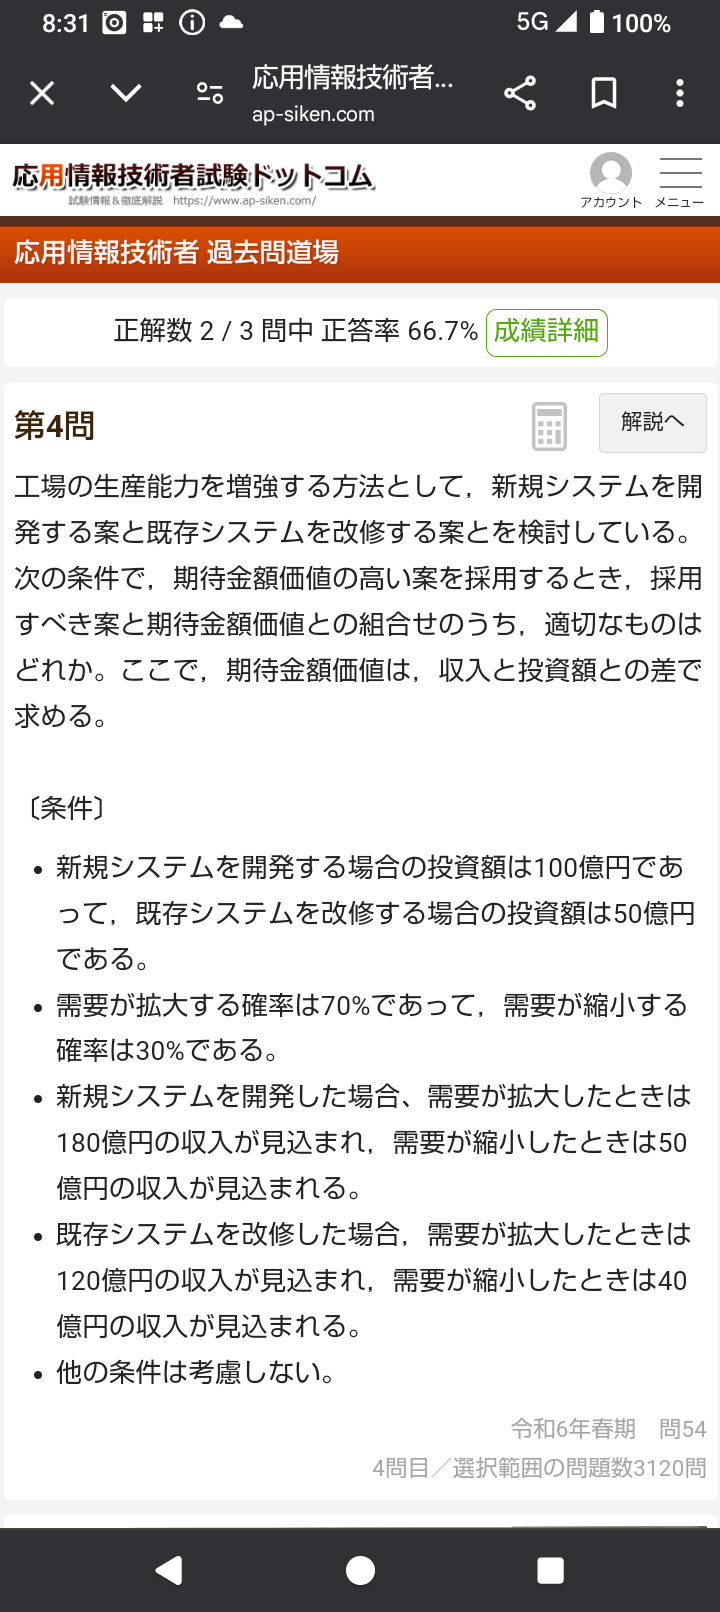 8:31
5G 100%
応用情報技術者...
ap-siken.com
応用情報技術者試験ドットコム
試験情報＆徹底解説 https://www.ap-siken.com/
アカウント メニュー
応用情報技術者 過去問道場
正解数 2 / 3 問中 正答率 66.7% 成績詳細
第4問
解説へ
工場の生産能力を増強する方法として，新規システムを開
発する案と既存システムを改修する案とを検討している。
次の条件で，期待金額価値の高い案を採用するとき，採用
すべき案と期待金額価値との組合せのうち，適切なものは
どれか。ここで，期待金額価値は，収入と投資額との差で
求める。
〔条件〕
• 新規システムを開発する場合の投資額は100億円であ
って，既存システムを改修する場合の投資額は50億円
である。
• 需要が拡大する確率は70%であって，需要が縮小する
確率は30%である。
• 新規システムを開発した場合、需要が拡大したときは
180億円の収入が見込まれ，需要が縮小したときは50
億円の収入が見込まれる。
• 既存システムを改修した場合，需要が拡大したときは
120億円の収入が見込まれ，需要が縮小したときは40
億円の収入が見込まれる。
• 他の条件は考慮しない。
令和6年春期　問54
4問目／選択範囲の問題数3120問